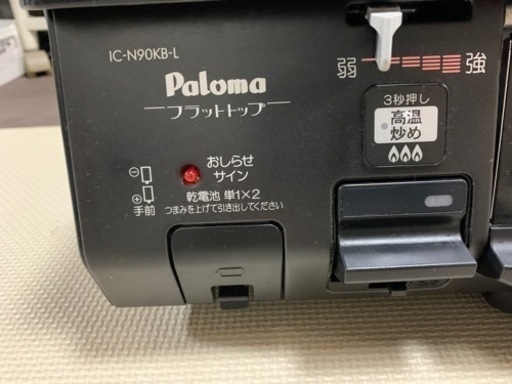 IC-N90KB-L
Paloma
フラットトップ
弱
強
3秒押し
高温
炒め
おしらせ
サイン
乾電池 単1×2
つまみを上げて引き出してください
⊖
⊕
手前